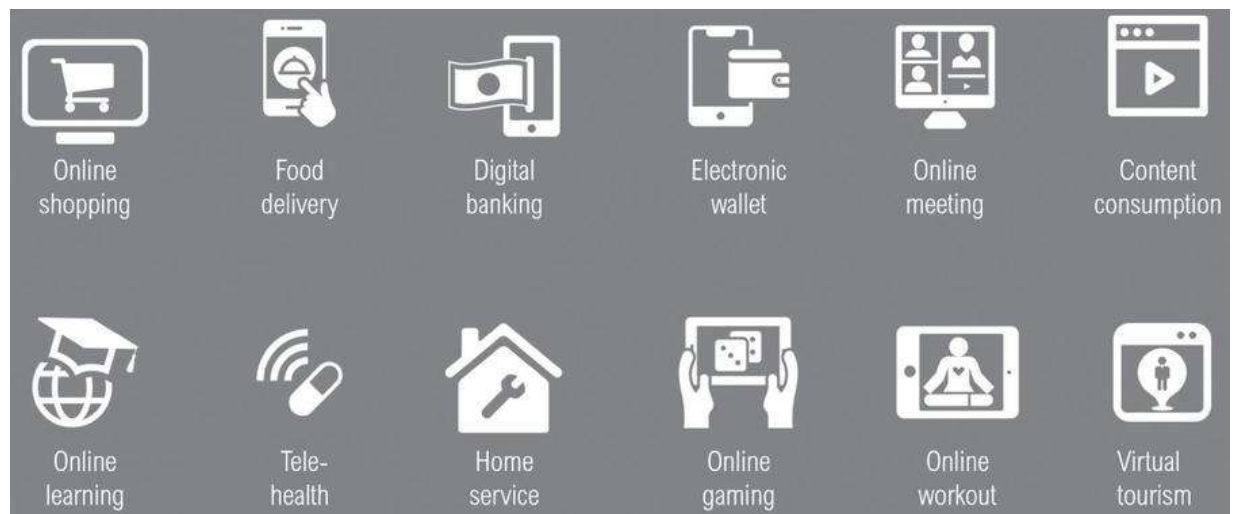 Online
shopping
Food
delivery
Digital
banking
Electronic
wallet
Online
meeting
Content
consumption
Online
learning
Tele-
health
Home
service
Online
gaming
Online
workout
Virtual
tourism